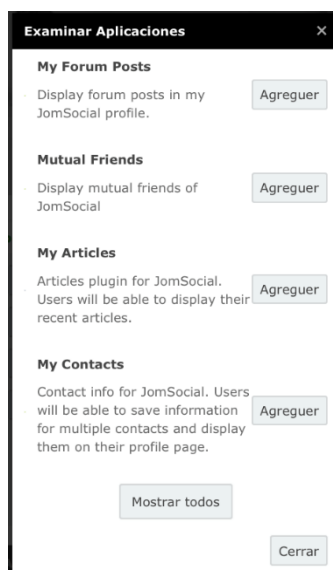 Examinar Aplicaciones ×
My Forum Posts
Display forum posts in my
JomSocial profile.
Agreguer
Mutual Friends
Display mutual friends of
JomSocial
Agreguer
My Articles
Articles plugin for JomSocial.
Users will be able to display their
recent articles.
Agreguer
My Contacts
Contact info for JomSocial. Users
will be able to save information
for multiple contacts and display
them on their profile page.
Agreguer
Mostrar todos
Cerrar